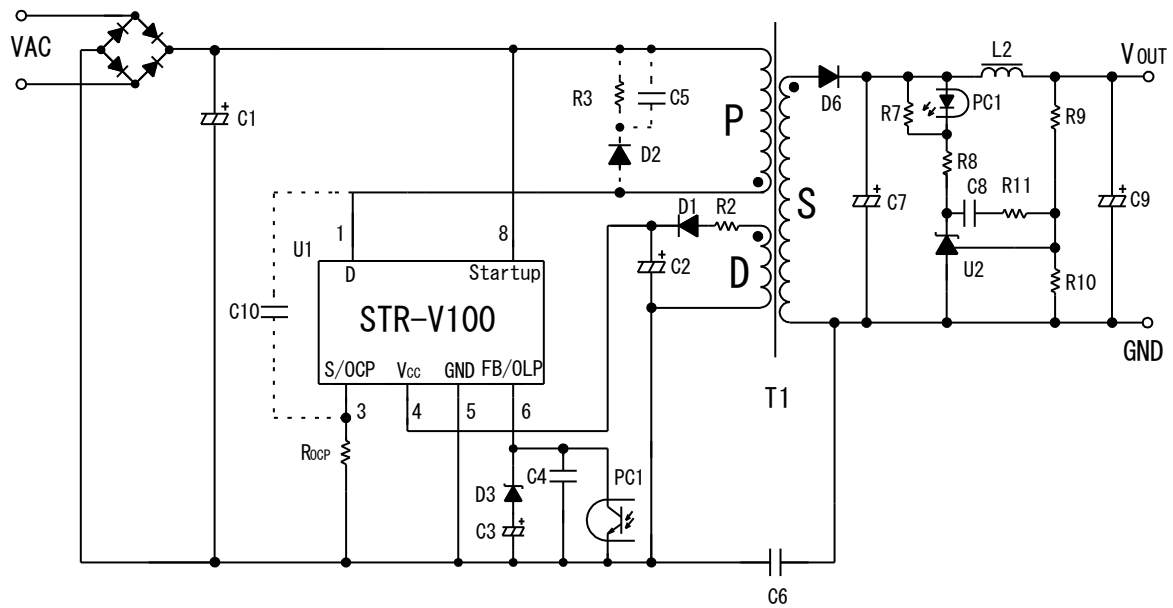 VAC
C1
R3
C5
D2
P
D6
R7
PC1
L2
VOUT
R9
R8
C8
R11
S
C7
C9
U2
R10
GND
D1
R2
C2
D
T1
U1
1
8
D
Startup
C10
STR-V100
S/OCP
VCC
GND
FB/OLP
3
4
5
6
ROCP
D3
C3
C4
PC1
C6